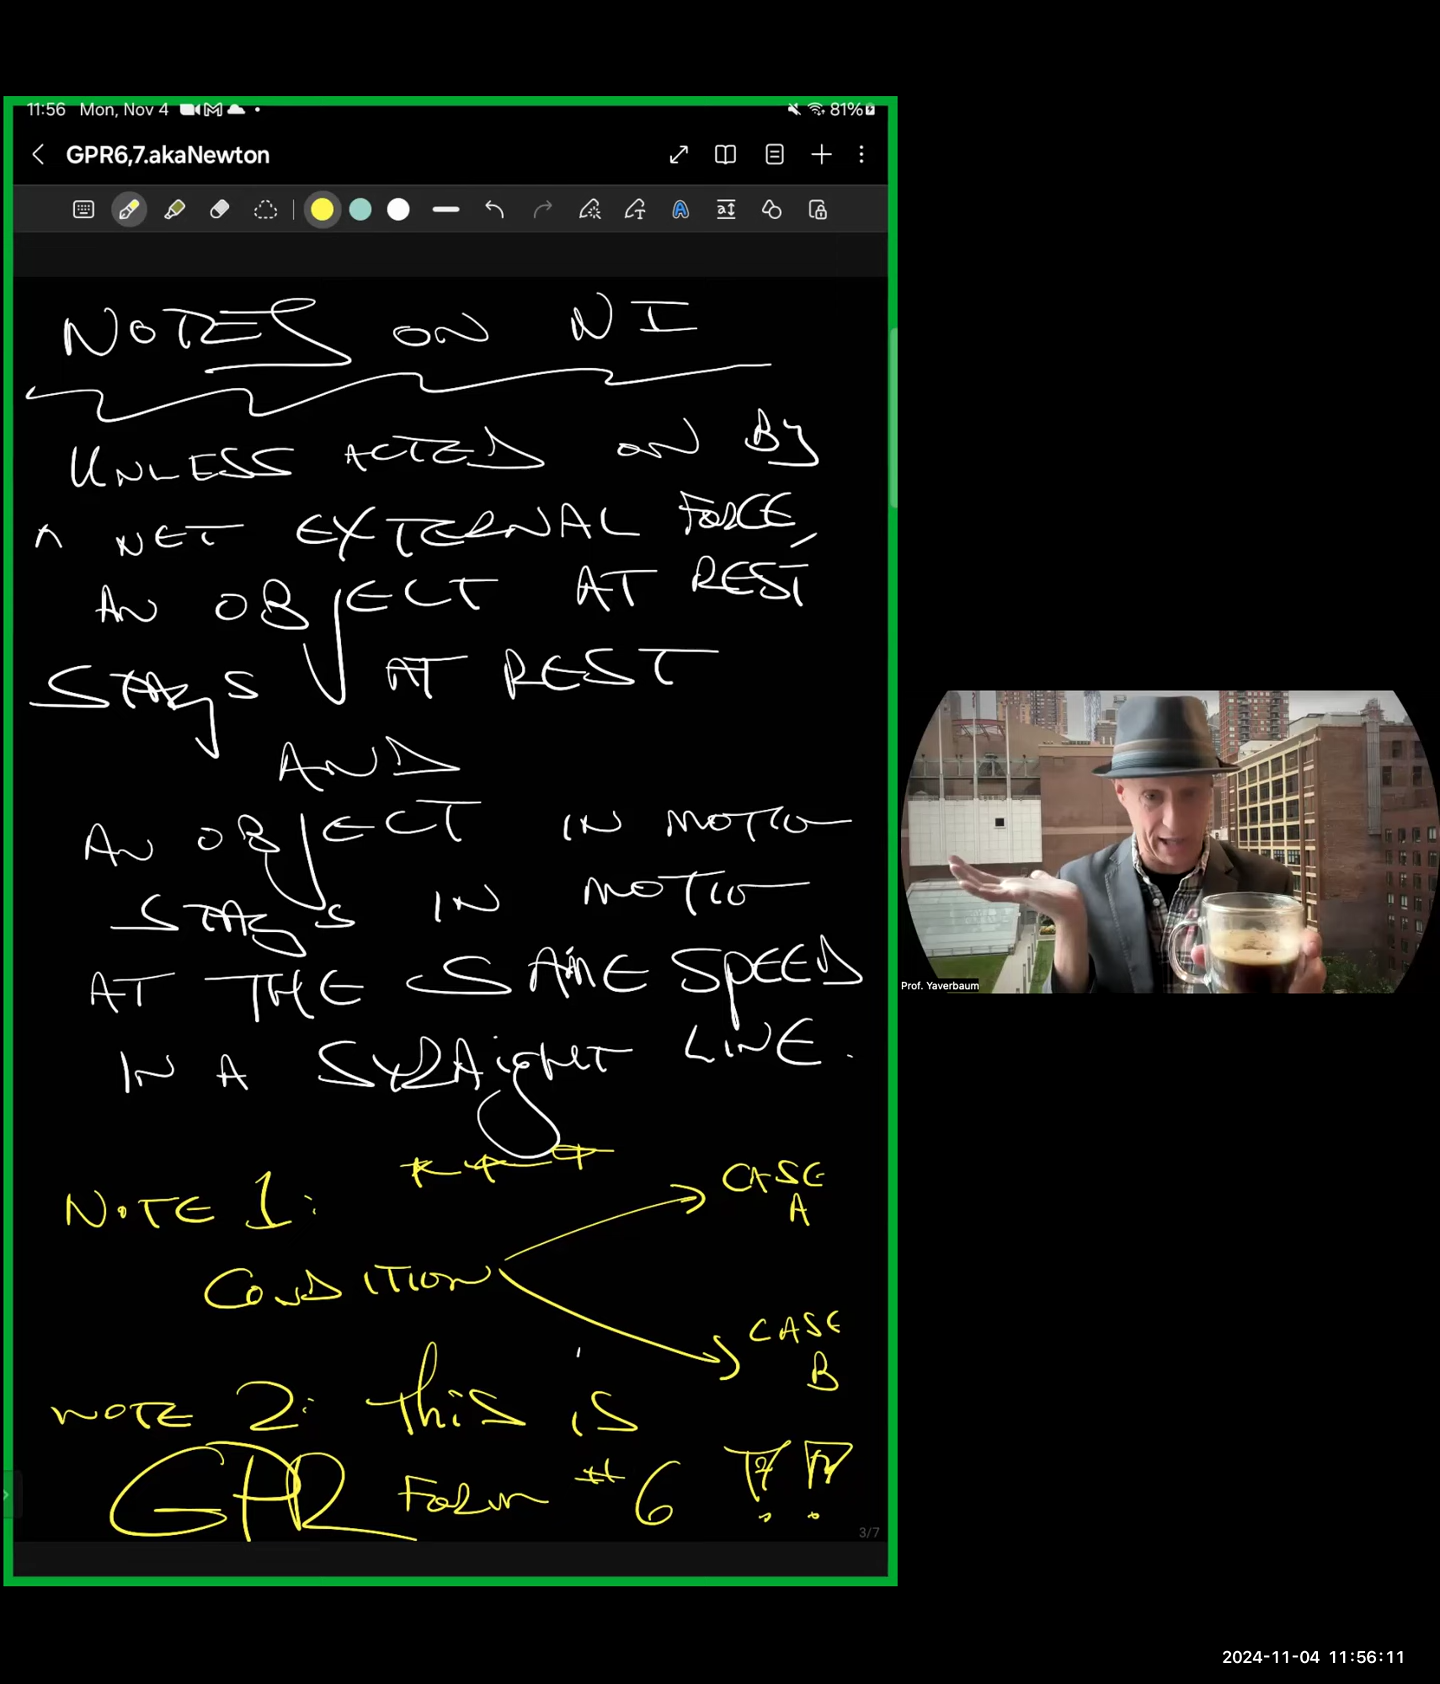 11:56 Mon, Nov 4
81%
GPR6,7.akaNewton
NOTES ON NI
UNLESS ACTED ON BY
A NET EXTERNAL FORCE,
AN OBJECT AT REST
STAYS AT REST
AND
AN OBJECT IN MOTION
STAYS IN MOTION
AT THE SAME SPEED
IN A STRAIGHT LINE.
NOTE 1:
CASE
A
CONDITION
CASE
B
NOTE 2: This is
GPR FORM #6 !!
3/7
Prof. Yaverbaum
2024-11-04 11:56:11